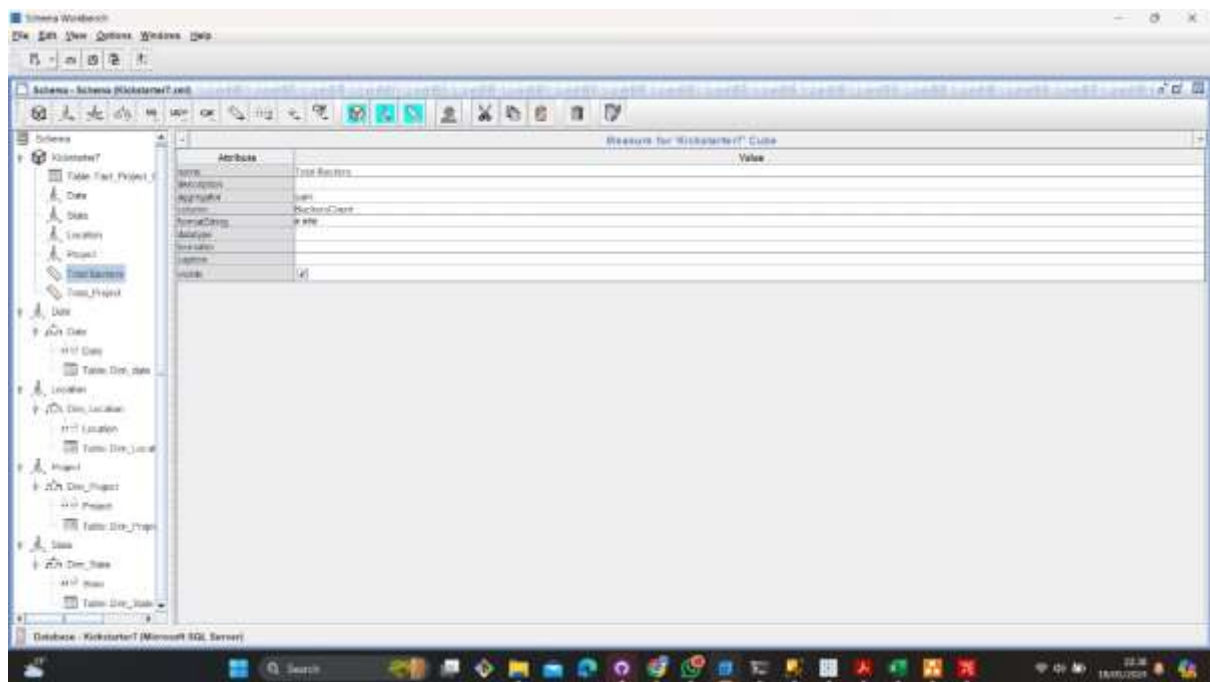 Schema Workbench
File Edit View Options Windows Help
Schema - Schema (Kickstarter7.xml)
Schema
Measure for 'Kickstarter7' Cube
Kickstarter7
Attribute Value
Table: Fact_Project_
name Total Backers
description
Date
aggregator sum
column BackersCount
State
formatString #,###
datatype
Location
formatter
caption
Project
visible
Total Backers
Total_Project
Date
Date
Date
Table: Dim_date
Location
Dim_Location
Location
Table: Dim_Locat
Project
Dim_Project
Project
Table: Dim_Proje
State
Dim_State
State
Table: Dim_State
Database - Kickstarter7 (Microsoft SQL Server)
Search
22:38